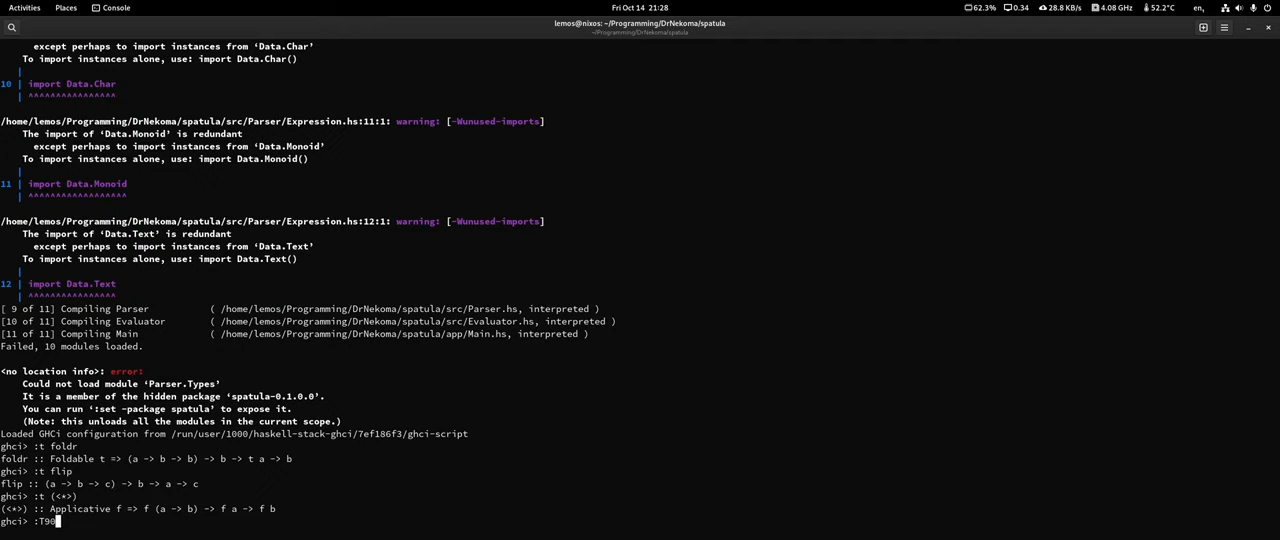 Activities Places Console Fri Oct 14 21:28 62.3% 0.34 28.8 KB/s 4.08 GHz 52.2°C en₁
lemos@nixos: ~/Programming/DrNekoma/spatula
~/Programming/DrNekoma/spatula
except perhaps to import instances from ‘Data.Char’
To import instances alone, use: import Data.Char()
|
10 | import Data.Char
| ^^^^^^^^^^^^^^^^
/home/lemos/Programming/DrNekoma/spatula/src/Parser/Expression.hs:11:1: warning: [-Wunused-imports]
The import of ‘Data.Monoid’ is redundant
except perhaps to import instances from ‘Data.Monoid’
To import instances alone, use: import Data.Monoid()
|
11 | import Data.Monoid
| ^^^^^^^^^^^^^^^^^^
/home/lemos/Programming/DrNekoma/spatula/src/Parser/Expression.hs:12:1: warning: [-Wunused-imports]
The import of ‘Data.Text’ is redundant
except perhaps to import instances from ‘Data.Text’
To import instances alone, use: import Data.Text()
|
12 | import Data.Text
| ^^^^^^^^^^^^^^^^
[ 9 of 11] Compiling Parser ( /home/lemos/Programming/DrNekoma/spatula/src/Parser.hs, interpreted )
[10 of 11] Compiling Evaluator ( /home/lemos/Programming/DrNekoma/spatula/src/Evaluator.hs, interpreted )
[11 of 11] Compiling Main ( /home/lemos/Programming/DrNekoma/spatula/app/Main.hs, interpreted )
Failed, 10 modules loaded.
<no location info>: error:
Could not load module ‘Parser.Types’
It is a member of the hidden package ‘spatula-0.1.0.0’.
You can run ‘:set -package spatula’ to expose it.
(Note: this unloads all the modules in the current scope.)
Loaded GHCi configuration from /run/user/1000/haskell-stack-ghci/7ef186f3/ghci-script
ghci> :t foldr
foldr :: Foldable t => (a -> b -> b) -> b -> t a -> b
ghci> :t flip
flip :: (a -> b -> c) -> b -> a -> c
ghci> :t (<*>)
(<*>) :: Applicative f => f (a -> b) -> f a -> f b
ghci> :T90